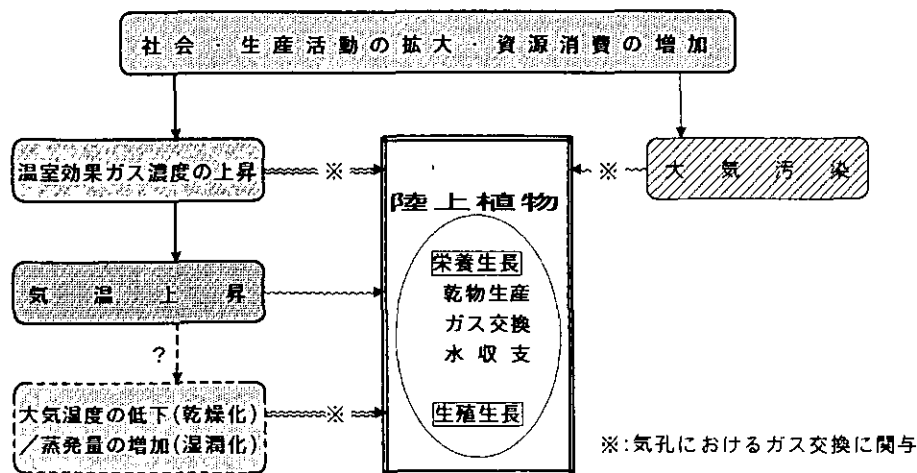 社会・生産活動の拡大・資源消費の増加
温室効果ガス濃度の上昇
※
※
大気汚染
陸上植物
気温上昇
栄養生長
乾物生産
ガス交換
水収支
?
大気湿度の低下(乾燥化)
/蒸発量の増加(湿潤化)
※
生殖生長
※:気孔におけるガス交換に関与